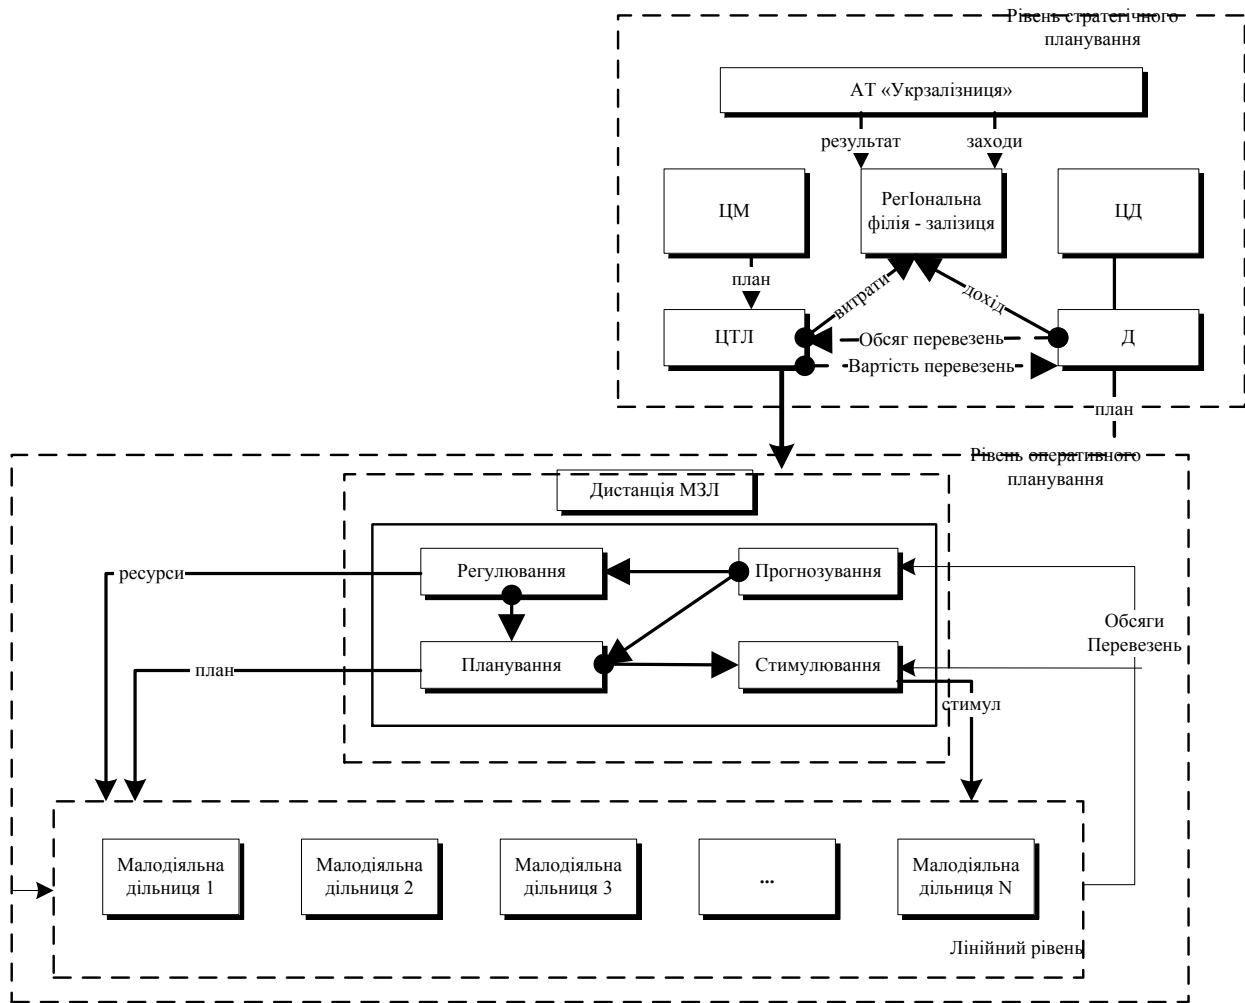 Рівень стратегічного
планування
АТ «Укрзалізниця»
результат
заходи
ЦМ
РегІональна
філія - залізиця
ЦД
план
витрати
дохід
ЦТЛ
Обсяг перевезень
Д
Вартість перевезень
план
Рівень оперативного
планування
Дистанція МЗЛ
ресурси
Регулювання
Прогнозування
Обсяги
Перевезень
план
Планування
Стимулювання
стимул
Малодіяльна
дільниця 1
Малодіяльна
дільниця 2
Малодіяльна
дільниця 3
...
Малодіяльна
дільниця N
Лінійний рівень